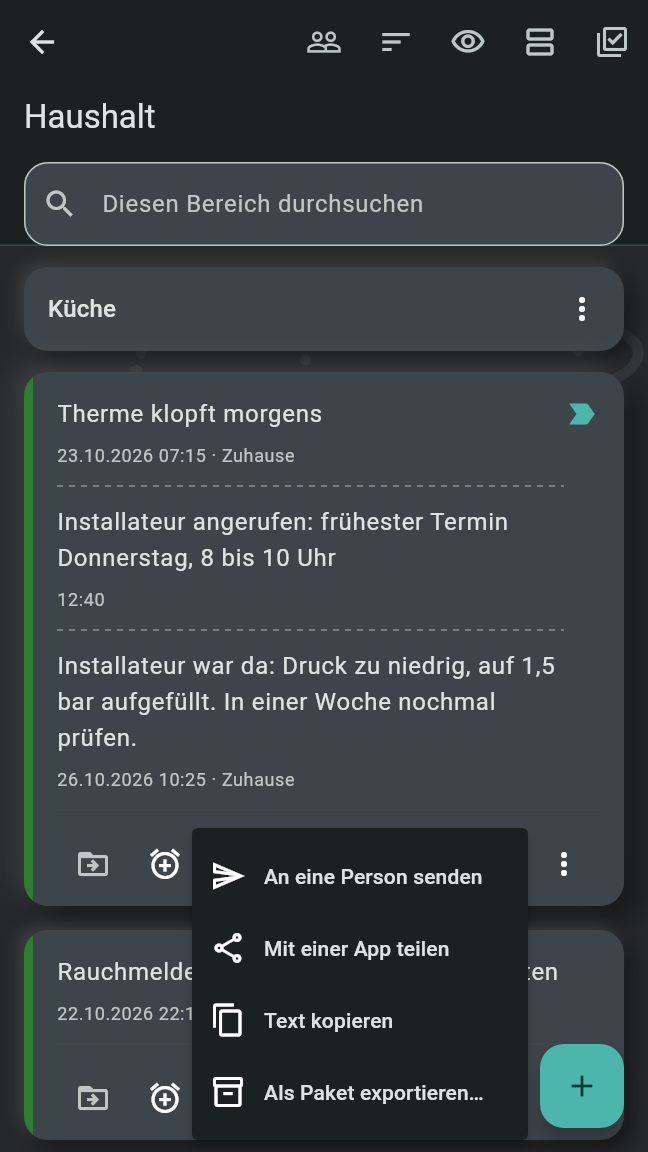 Haushalt
Diesen Bereich durchsuchen
Küche
Therme klopft morgens
23.10.2026 07:15 · Zuhause
Installateur angerufen: frühester Termin
Donnerstag, 8 bis 10 Uhr
12:40
Installateur war da: Druck zu niedrig, auf 1,5
bar aufgefüllt. In einer Woche nochmal
prüfen.
26.10.2026 10:25 · Zuhause
An eine Person senden
Mit einer App teilen
Text kopieren
Als Paket exportieren…
22.10.2026